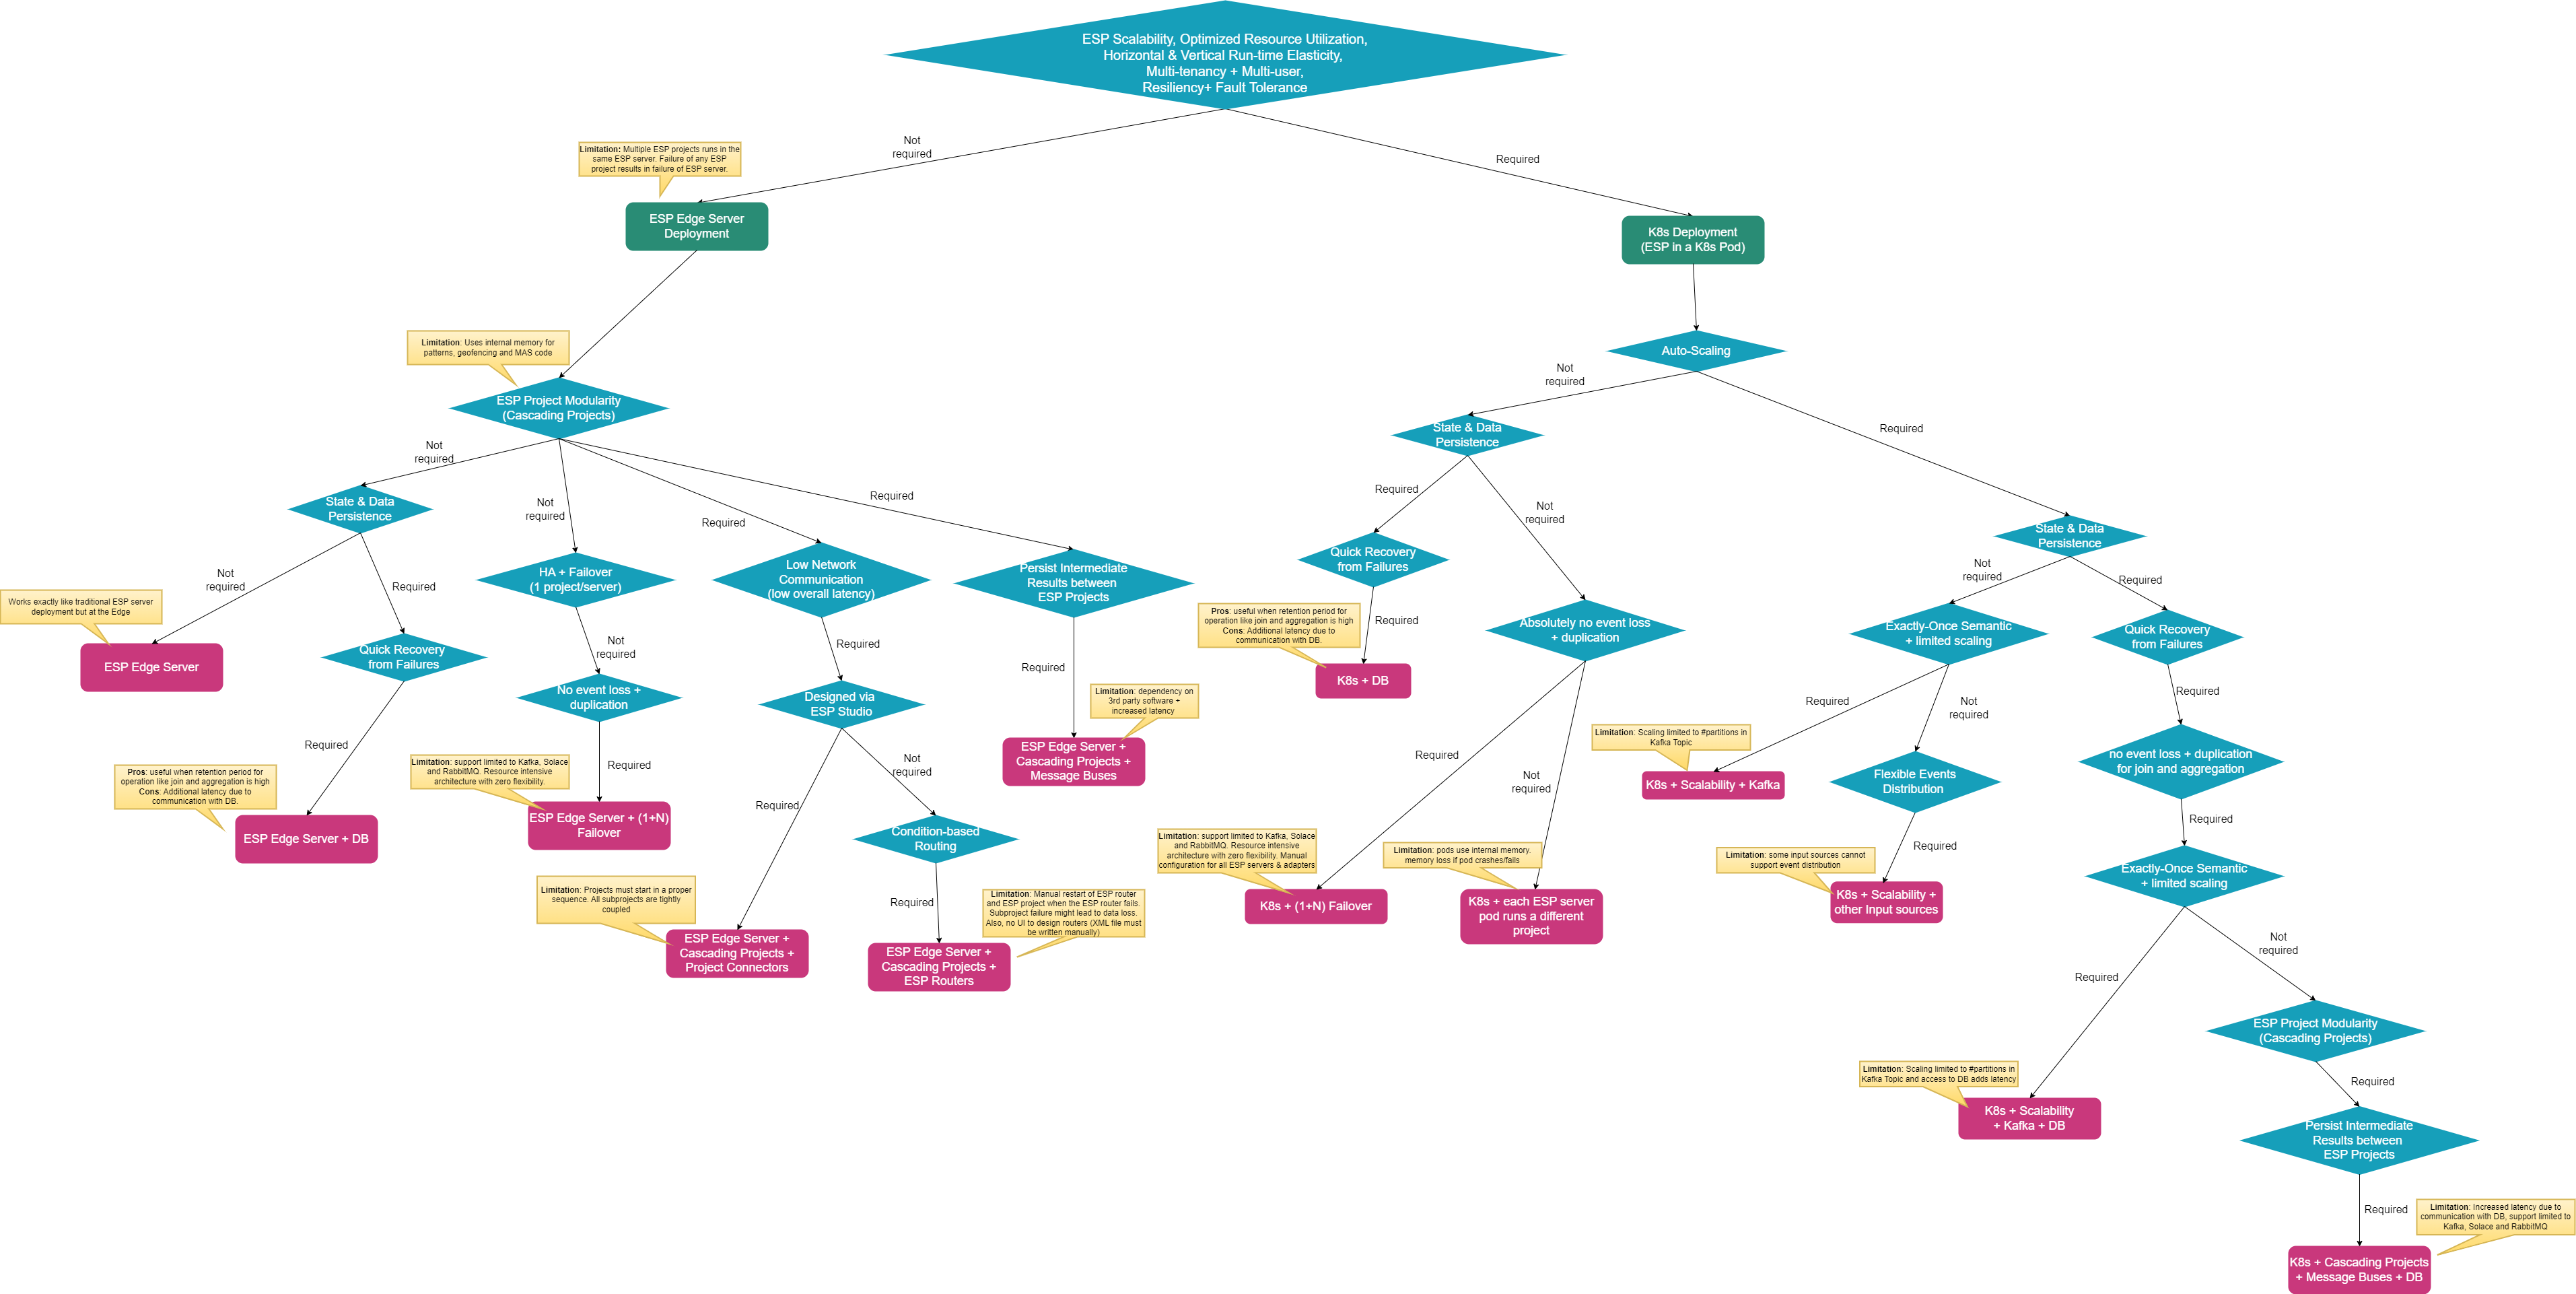 ESP Scalability, Optimized Resource Utilization,
Horizontal & Vertical Run-time Elasticity,
Multi-tenancy + Multi-user,
Resiliency+ Fault Tolerance
Not
required
Required
Limitation: Multiple ESP projects runs in the
same ESP server. Failure of any ESP
project results in failure of ESP server.
ESP Edge Server
Deployment
K8s Deployment
(ESP in a K8s Pod)
Limitation: Uses internal memory for
patterns, geofencing and MAS code
ESP Project Modularity
(Cascading Projects)
Not
required
Not
required
Required
Required
State & Data
Persistence
Not
required
Required
Works exactly like traditional ESP server
deployment but at the Edge
ESP Edge Server
Quick Recovery
from Failures
Required
Pros: useful when retention period for
operation like join and aggregation is high
Cons: Additional latency due to
communication with DB.
ESP Edge Server + DB
HA + Failover
(1 project/server)
Not
required
No event loss +
duplication
Required
Limitation: support limited to Kafka, Solace
and RabbitMQ. Resource intensive
architecture with zero flexibility.
ESP Edge Server + (1+N)
Failover
Low Network
Communication
(low overall latency)
Required
Designed via
ESP Studio
Required
Not
required
Limitation: Projects must start in a proper
sequence. All subprojects are tightly
coupled
ESP Edge Server +
Cascading Projects +
Project Connectors
Condition-based
Routing
Required
Limitation: Manual restart of ESP router
and ESP project when the ESP router fails.
Subproject failure might lead to data loss.
Also, no UI to design routers (XML file must
be written manually)
ESP Edge Server +
Cascading Projects +
ESP Routers
Persist Intermediate
Results between
ESP Projects
Required
Limitation: dependency on
3rd party software +
increased latency
ESP Edge Server +
Cascading Projects +
Message Buses
Auto-Scaling
Not
required
Required
State & Data
Persistence
Required
Not
required
Quick Recovery
from Failures
Required
Pros: useful when retention period for
operation like join and aggregation is high
Cons: Additional latency due to
communication with DB.
K8s + DB
Absolutely no event loss
+ duplication
Required
Not
required
Limitation: support limited to Kafka, Solace
and RabbitMQ. Resource intensive
architecture with zero flexibility. Manual
configuration for all ESP servers & adapters
K8s + (1+N) Failover
Limitation: pods use internal memory.
memory loss if pod crashes/fails
K8s + each ESP server
pod runs a different
project
State & Data
Persistence
Not
required
Required
Exactly-Once Semantic
+ limited scaling
Required
Not
required
Limitation: Scaling limited to #partitions in
Kafka Topic
K8s + Scalability + Kafka
Flexible Events
Distribution
Required
Limitation: some input sources cannot
support event distribution
K8s + Scalability +
other Input sources
Quick Recovery
from Failures
Required
no event loss + duplication
for join and aggregation
Required
Exactly-Once Semantic
+ limited scaling
Required
Not
required
Limitation: Scaling limited to #partitions in
Kafka Topic and access to DB adds latency
K8s + Scalability
+ Kafka + DB
ESP Project Modularity
(Cascading Projects)
Required
Persist Intermediate
Results between
ESP Projects
Required
Limitation: Increased latency due to
communication with DB, support limited to
Kafka, Solace and RabbitMQ
K8s + Cascading Projects
+ Message Buses + DB